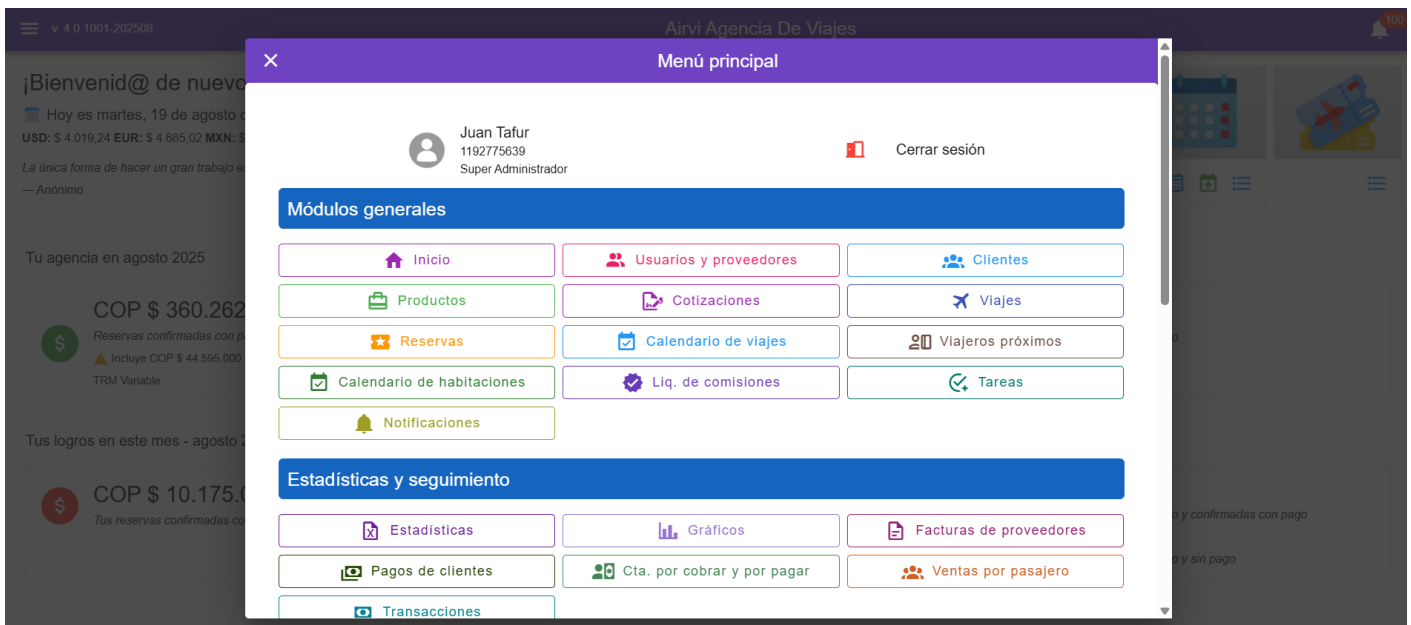 v 4.0.1001-202508
Airvi Agencia De Viajes
100
Menú principal
¡Bienvenid@ de nuevo
Hoy es martes, 19 de agosto
USD: $ 4.019,24 EUR: $ 4.685,02 MXN: $
La única forma de hacer un gran trabajo
— Anónimo
Juan Tafur
1192775639
Super Administrador
Cerrar sesión
Módulos generales
Inicio
Usuarios y proveedores
Clientes
Productos
Cotizaciones
Viajes
Reservas
Calendario de viajes
Viajeros próximos
Calendario de habitaciones
Liq. de comisiones
Tareas
Notificaciones
Tu agencia en agosto 2025
COP $ 360.262
Reservas confirmadas con
Incluye COP $ 44.595.000
TRM Variable
Tus logros en este mes - agosto
COP $ 10.175.
Tus reservas confirmadas
Estadísticas y seguimiento
Estadísticas
Gráficos
Facturas de proveedores
Pagos de clientes
Cta. por cobrar y por pagar
Ventas por pasajero
Transacciones
y confirmadas con pago
y sin pago